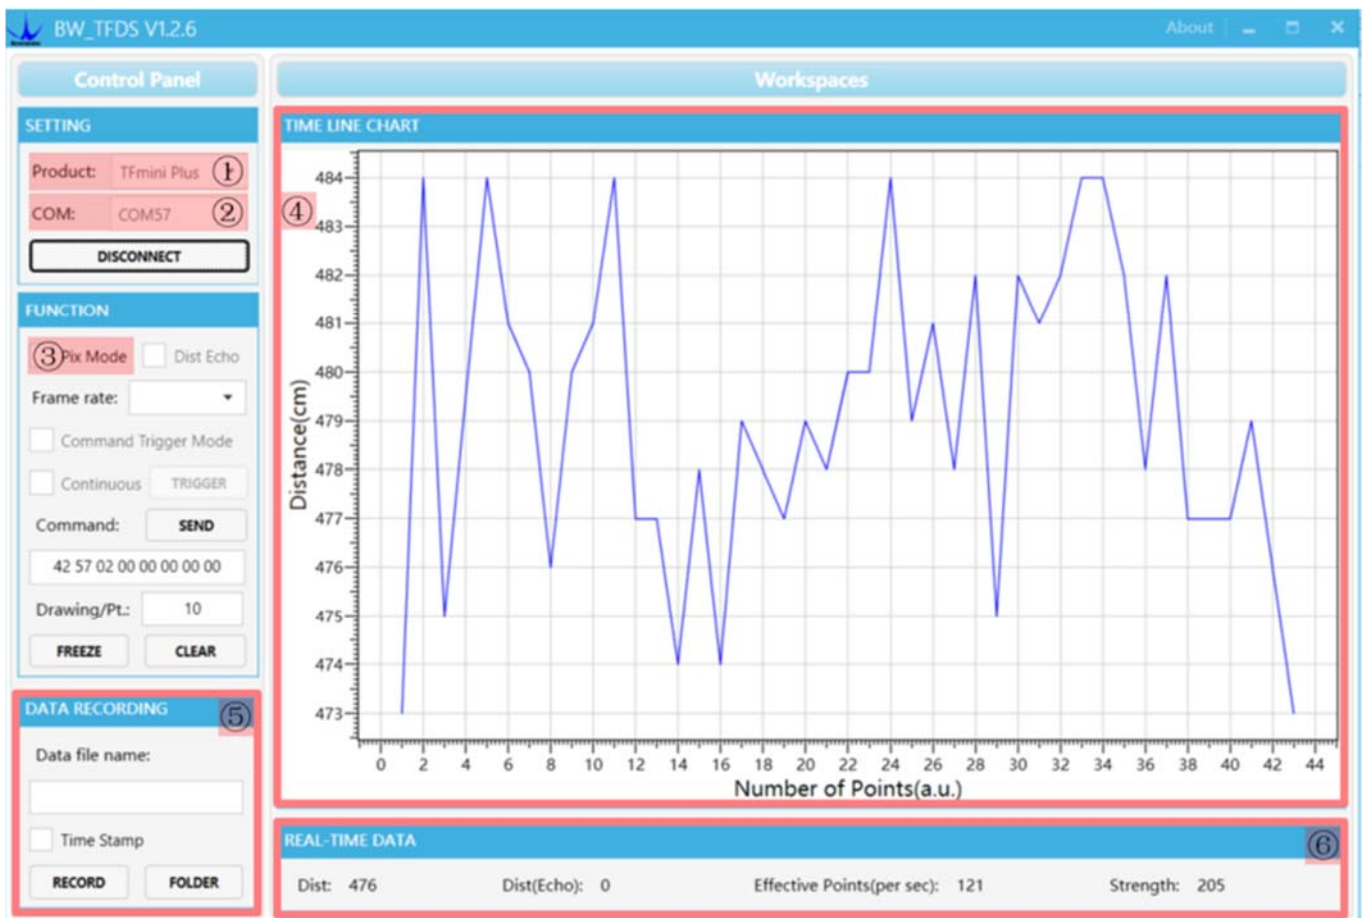 BW_TFDS V1.2.6
About
Control Panel
Workspaces
SETTING
Product: TFmini Plus ①
COM: COM57 ②
DISCONNECT
FUNCTION
③ Pix Mode Dist Echo
Frame rate:
Command Trigger Mode
Continuous TRIGGER
Command: SEND
42 57 02 00 00 00 00 00
Drawing/Pt.: 10
FREEZE CLEAR
DATA RECORDING ⑤
Data file name:
Time Stamp
RECORD FOLDER
TIME LINE CHART
④
Distance(cm)
484
483
482
481
480
479
478
477
476
475
474
473
0 2 4 6 8 10 12 14 16 18 20 22 24 26 28 30 32 34 36 38 40 42 44
Number of Points(a.u.)
REAL-TIME DATA ⑥
Dist: 476 Dist(Echo): 0 Effective Points(per sec): 121 Strength: 205